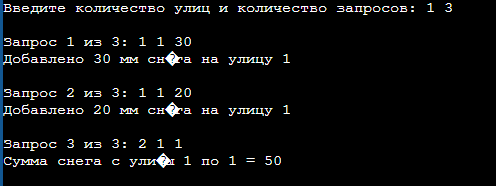 Введите количество улиц и количество запросов: 1 3
Запрос 1 из 3: 1 1 30
Добавлено 30 мм сн�га на улицу 1
Запрос 2 из 3: 1 1 20
Добавлено 20 мм сн�га на улицу 1
Запрос 3 из 3: 2 1 1
Сумма снега с ули�ы 1 по 1 = 50